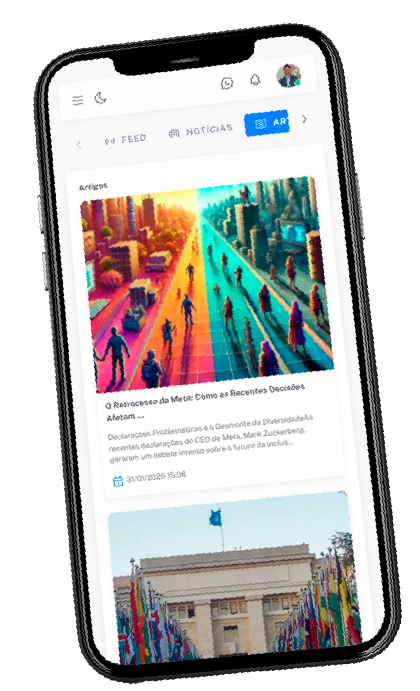 FEED NOTÍCIAS AR
Artigos
O Retrocesso da Meta: Como as Recentes Decisões
Afetam ...
Declarações Problemáticas e o Desmonte da DiversidadeAs
recentes declarações do CEO da Meta, Mark Zuckerberg,
geraram um debate intenso sobre o futuro da inclus...
31/01/2025 15:08